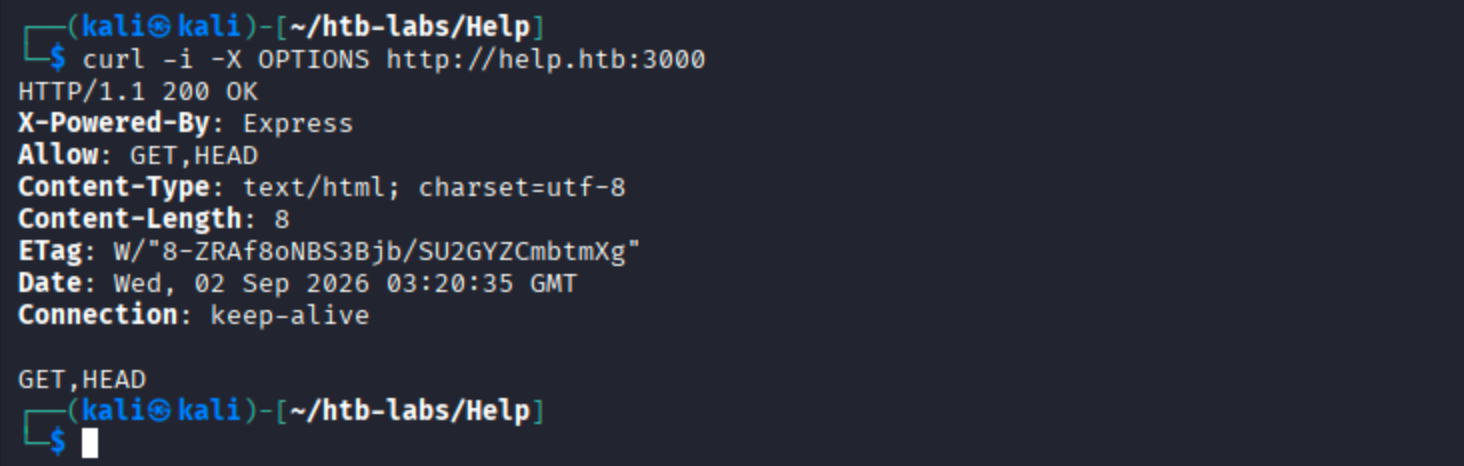 ┌──(kali㉿kali)-[~/htb-labs/Help]
└─$ curl -i -X OPTIONS http://help.htb:3000
HTTP/1.1 200 OK
X-Powered-By: Express
Allow: GET,HEAD
Content-Type: text/html; charset=utf-8
Content-Length: 8
ETag: W/"8-ZRAf8oNBS3Bjb/SU2GYZCmbtmXg"
Date: Wed, 02 Sep 2026 03:20:35 GMT
Connection: keep-alive

GET,HEAD
┌──(kali㉿kali)-[~/htb-labs/Help]
└─$